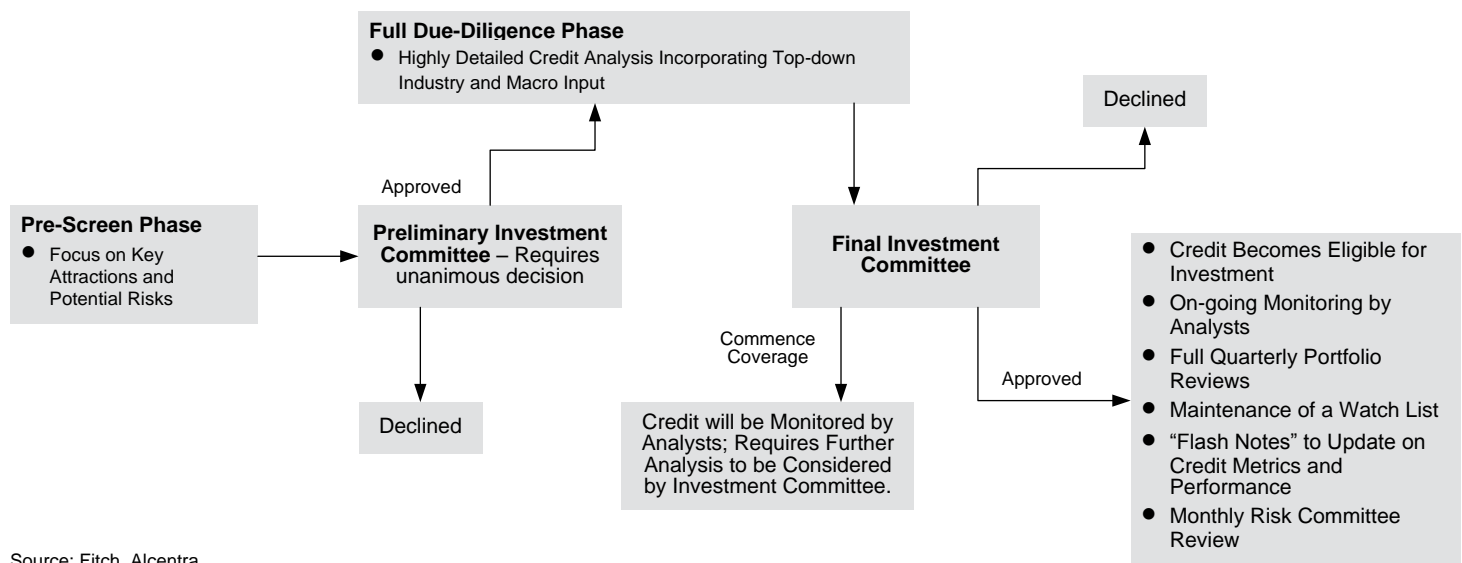 Full Due-Diligence Phase
● Highly Detailed Credit Analysis Incorporating Top-down
Industry and Macro Input
Declined
Approved
Pre-Screen Phase
● Focus on Key
Attractions and
Potential Risks
Preliminary Investment
Committee – Requires
unanimous decision
Final Investment
Committee
Declined
Commence
Coverage
Credit will be Monitored by
Analysts; Requires Further
Analysis to be Considered
by Investment Committee.
Approved
● Credit Becomes Eligible for
Investment
● On-going Monitoring by
Analysts
● Full Quarterly Portfolio
Reviews
● Maintenance of a Watch List
● “Flash Notes” to Update on
Credit Metrics and
Performance
● Monthly Risk Committee
Review
Source: Fitch, Alcentra